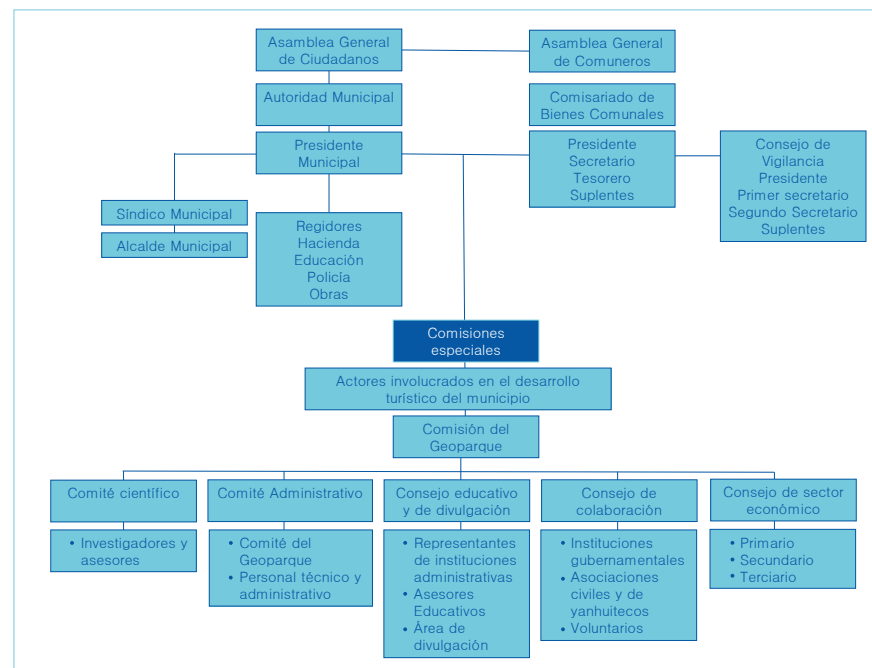 Asamblea General
de Ciudadanos
Asamblea General
de Comuneros
Autoridad Municipal
Comisariado de
Bienes Comunales
Presidente
Municipal
Presidente
Secretario
Tesorero
Suplentes
Consejo de
Vigilancia
Presidente
Primer secretario
Segundo Secretario
Suplentes
Síndico Municipal
Alcalde Municipal
Regidores
Hacienda
Educación
Policía
Obras
Comisiones
especiales
Actores involucrados en el desarrollo
turístico del municipio
Comisión del
Geoparque
Comité científico
• Investigadores y
asesores
Comité Administrativo
• Comité del
Geoparque
• Personal técnico y
administrativo
Consejo educativo
y de divulgación
• Representantes
de instituciones
administrativas
• Asesores
Educativos
• Área de
divulgación
Consejo de
colaboración
• Instituciones
gubernamentales
• Asociaciones
civiles y de
yanhuitecos
• Voluntarios
Consejo de sector
económico
• Primario
• Secundario
• Terciario